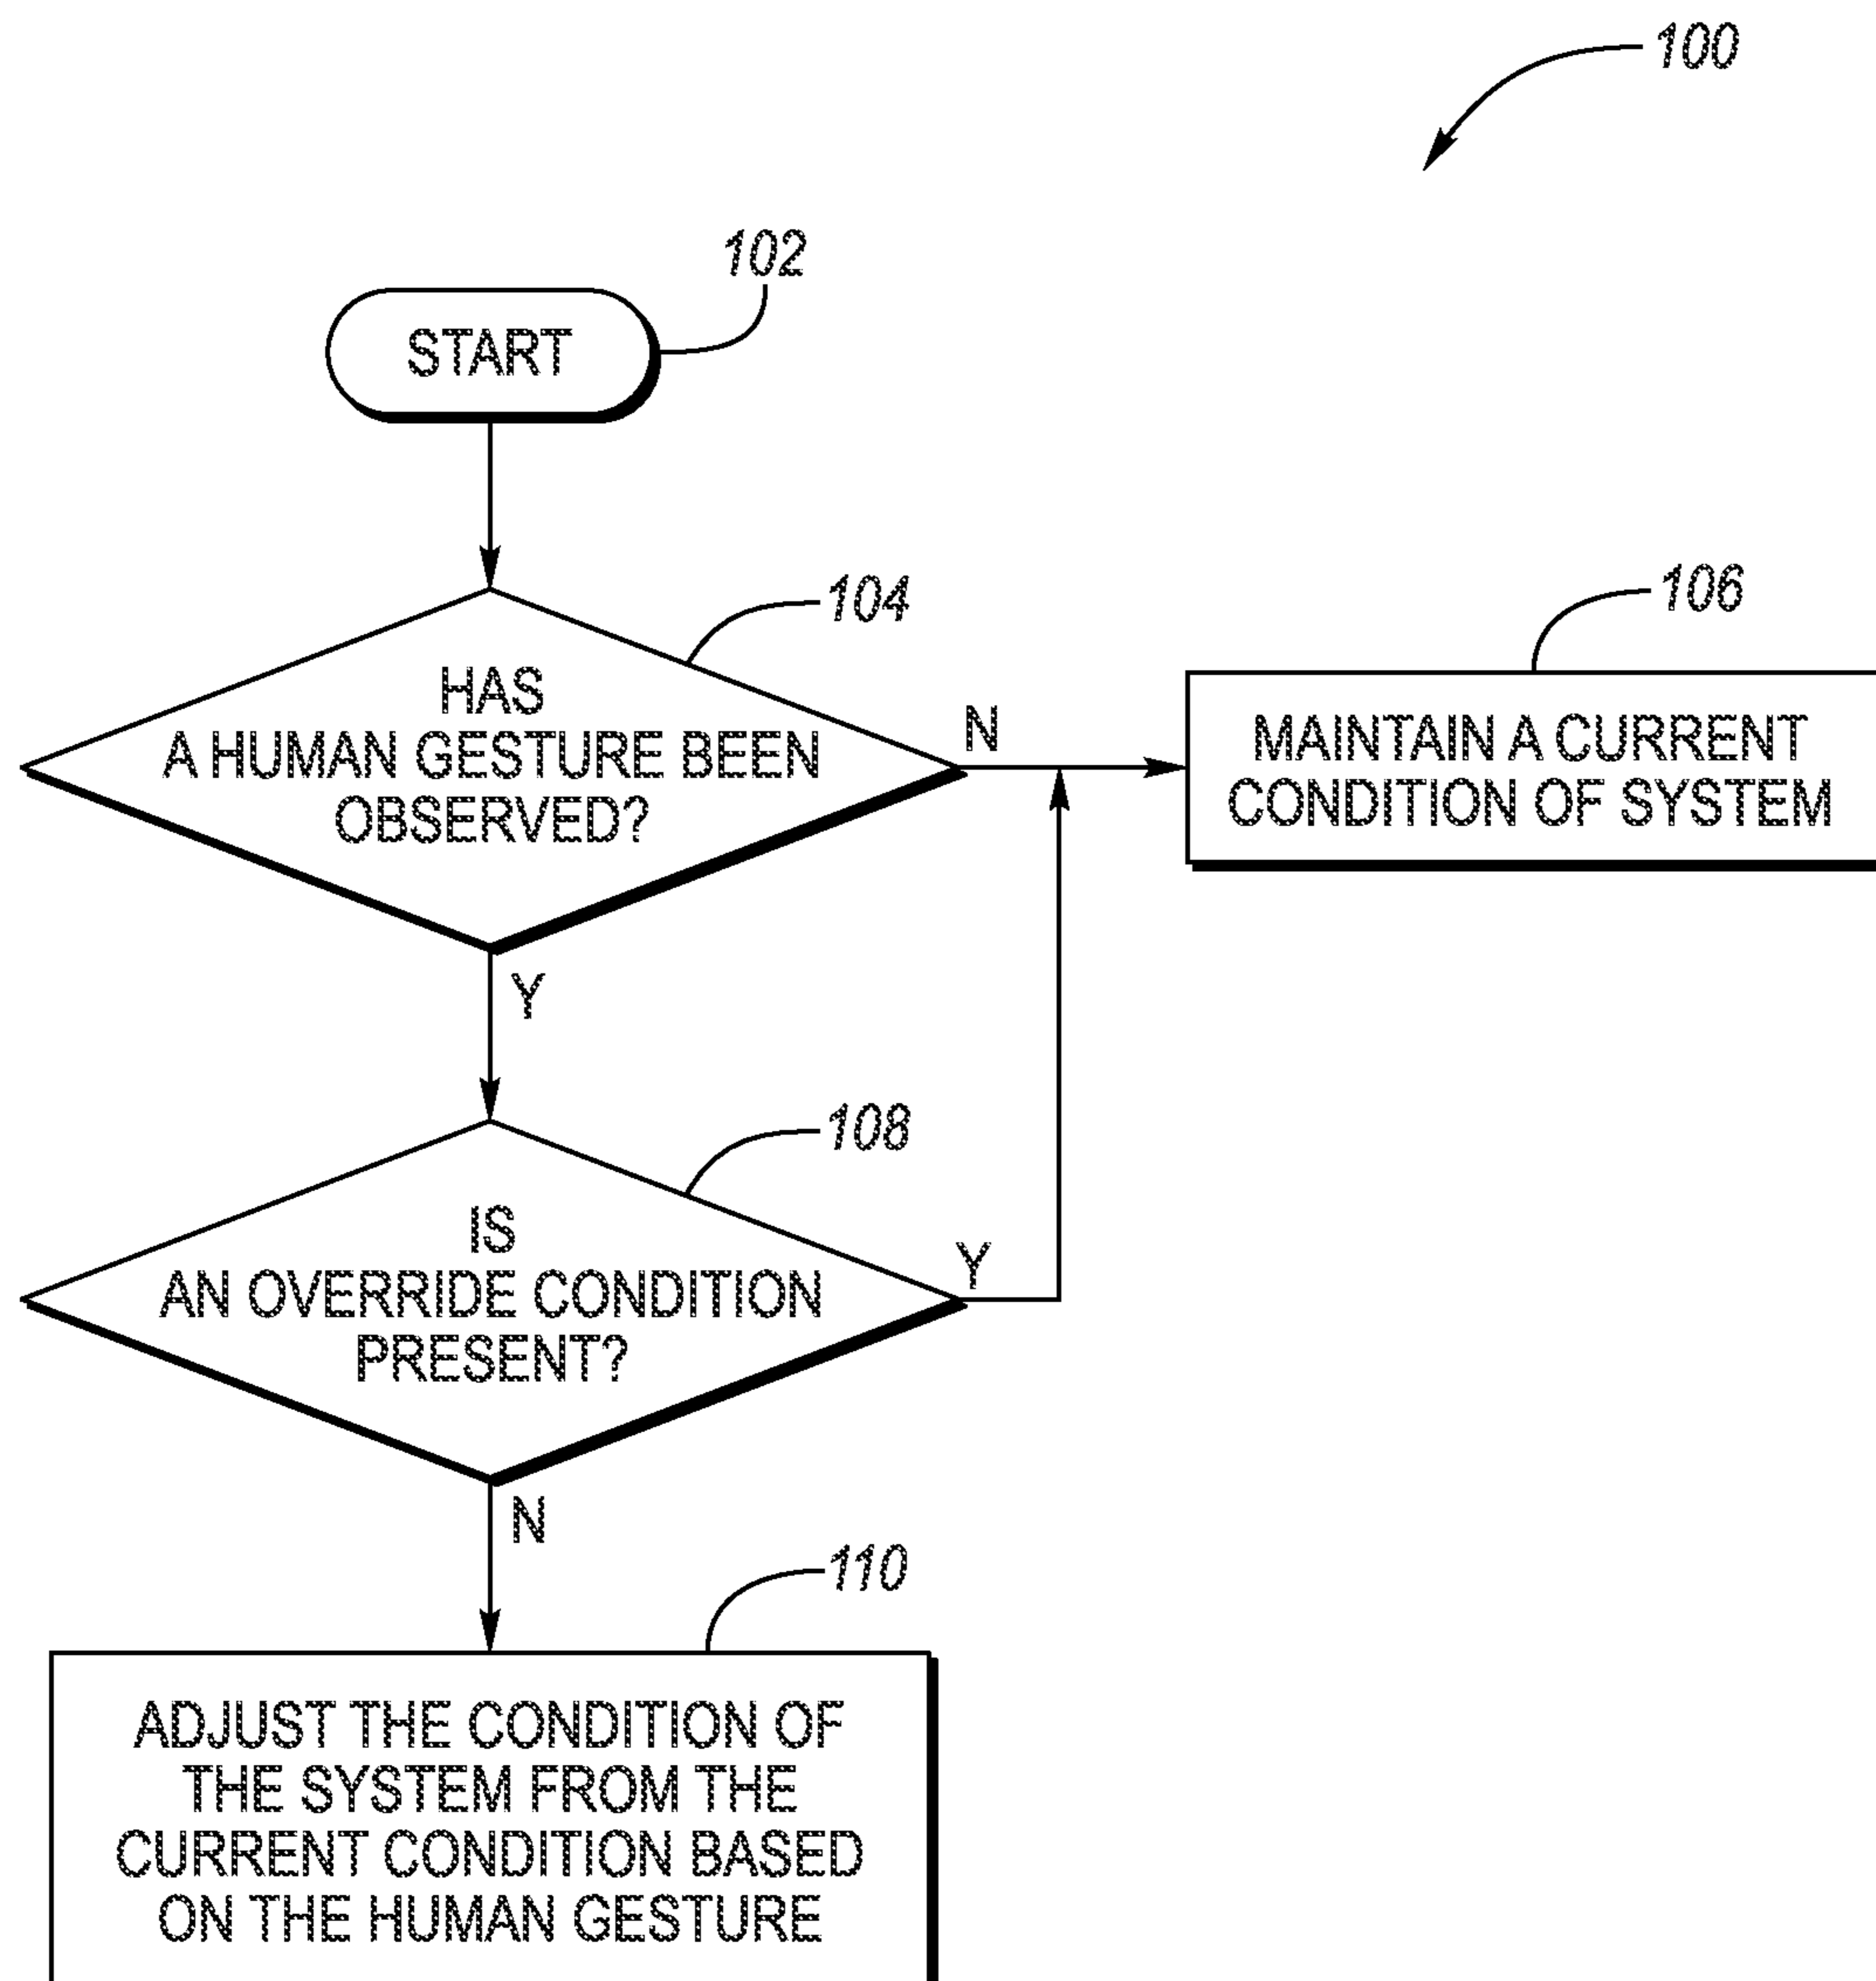 100
102
START
104
HAS
A HUMAN GESTURE BEEN
OBSERVED?
N
106
MAINTAIN A CURRENT
CONDITION OF SYSTEM
Y
108
IS
AN OVERRIDE CONDITION
PRESENT?
Y
N
110
ADJUST THE CONDITION OF
THE SYSTEM FROM THE
CURRENT CONDITION BASED
ON THE HUMAN GESTURE